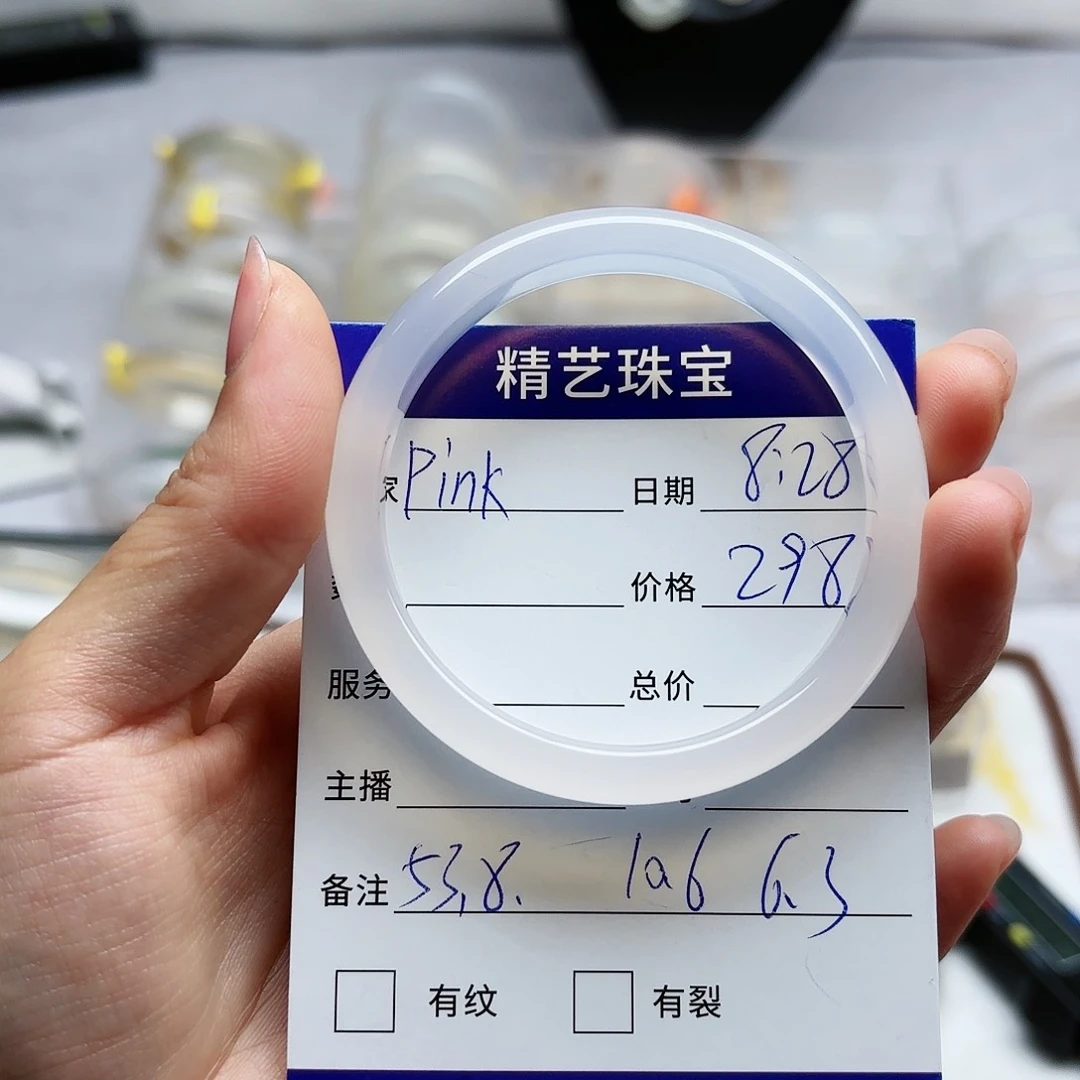 精艺珠宝
家 Pink 日期 8:28
价格 298
服务 总价
主播
备注 53,8. 10.6 6.3
有纹 有裂